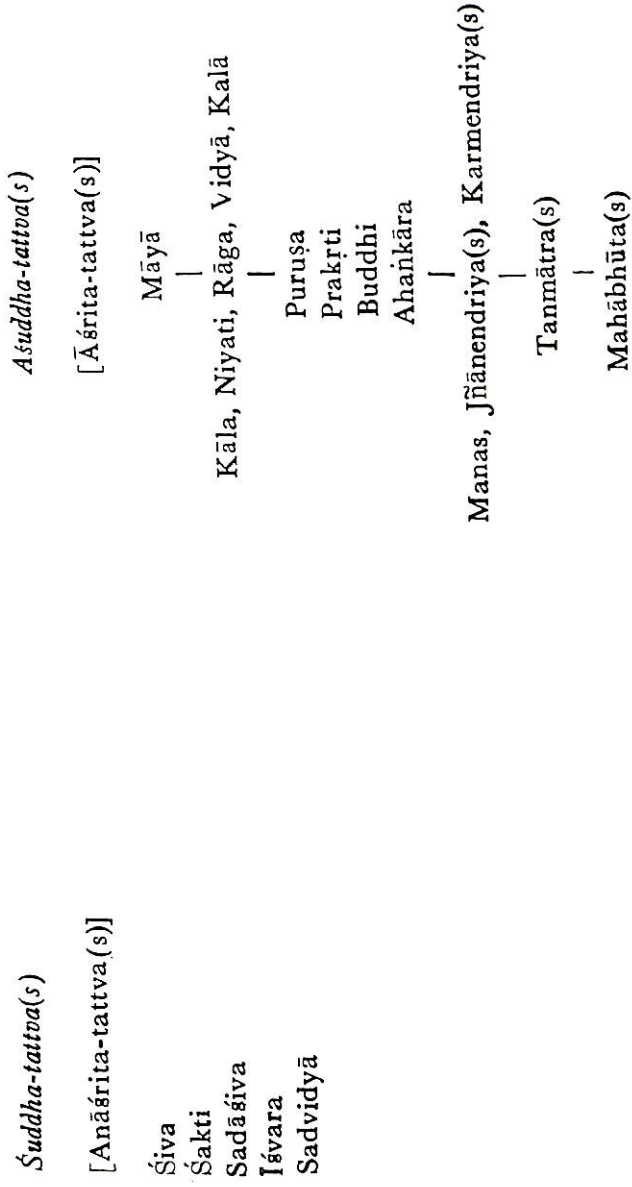 Śuddha-tattva(s)
[Anāśrita-tattva(s)]
Śiva
Śakti
Sadāśiva
Iśvara
Sadvidyā
Aśuddha-tattva(s)
[Āśrita-tattva(s)]
Māyā
Kāla, Niyati, Rāga, Vidyā, Kalā
Puruṣa
Prakṛti
Buddhi
Ahaṅkāra
Manas, Jñānendriya(s), Karmendriya(s)
Tanmātra(s)
Mahābhūta(s)